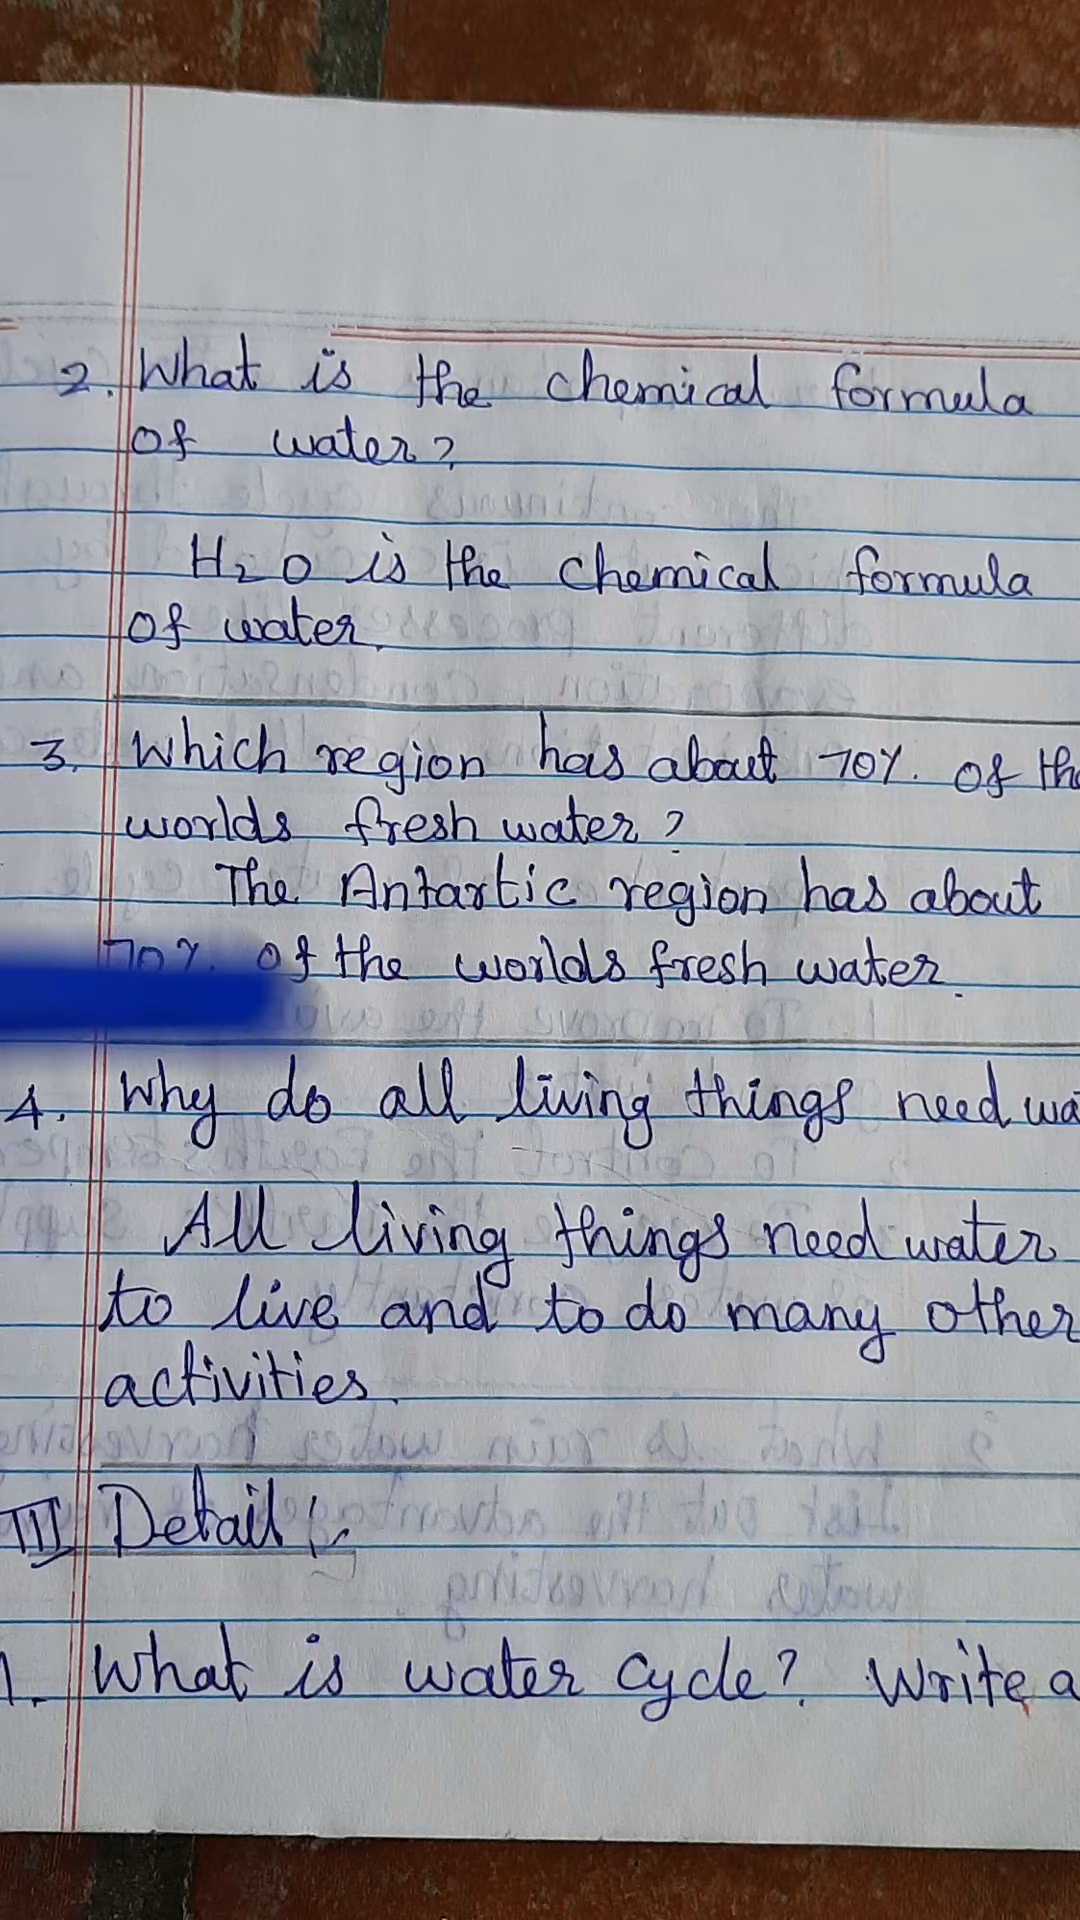 2. What is the chemical formula
of water?
H₂O is the chemical formula
of water.
3. Which region has about 70% of the
worlds fresh water?
The Antartic region has about
70% of the worlds fresh water.
4. Why do all living things need wa
All living things need water
to live and to do many other
activities.
III Detail :-
1. What is water cycle? Write a